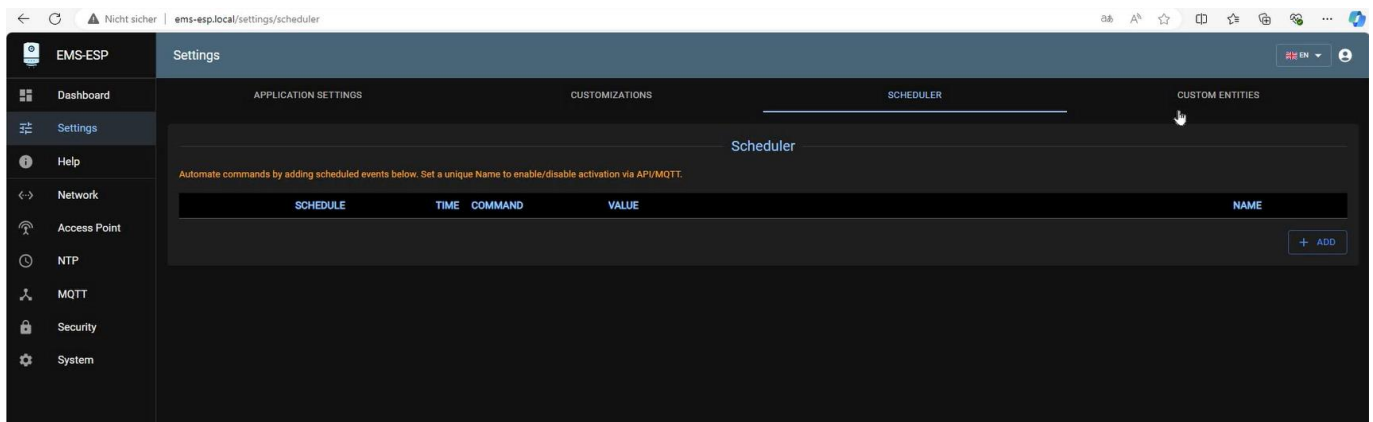 Nicht sicher | ems-esp.local/settings/scheduler
EMS-ESP
Settings
EN
Dashboard
Settings
Help
Network
Access Point
NTP
MQTT
Security
System
APPLICATION SETTINGS CUSTOMIZATIONS SCHEDULER CUSTOM ENTITIES
Scheduler
Automate commands by adding scheduled events below. Set a unique Name to enable/disable activation via API/MQTT.
SCHEDULE TIME COMMAND VALUE NAME
+ ADD